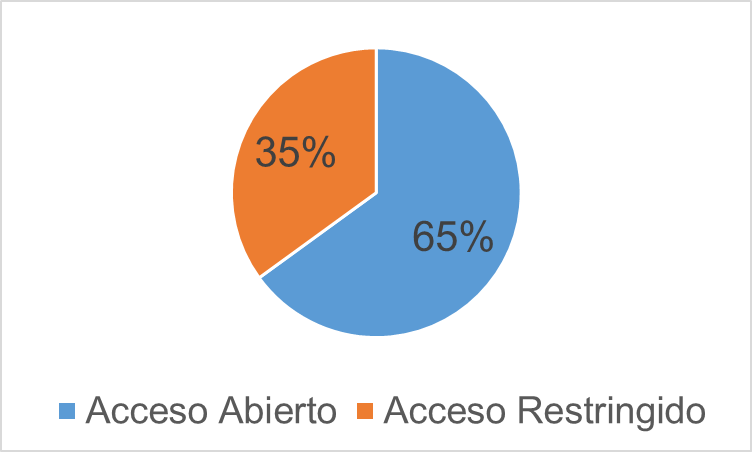 35%
65%
Acceso Abierto
Acceso Restringido